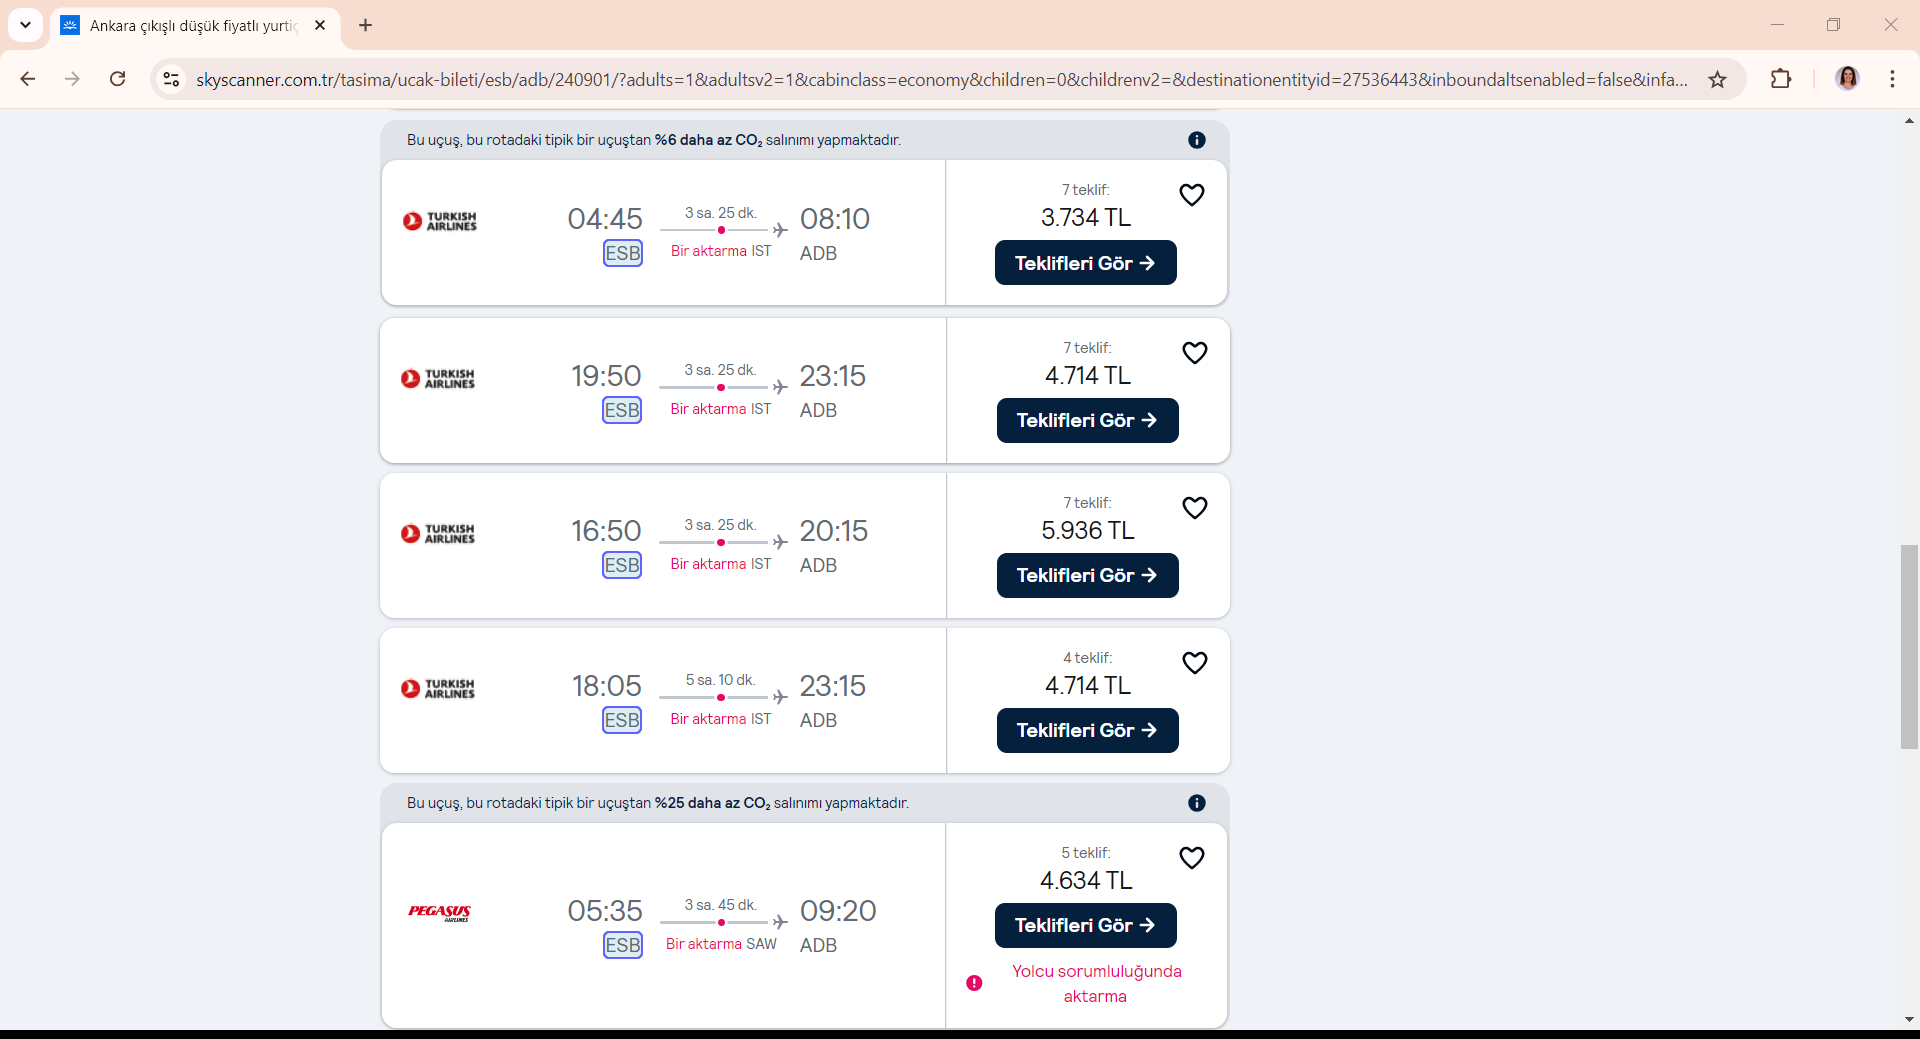 Ankara çıkışlı düşük fiyatlı yurtiç
skyscanner.com.tr/tasima/ucak-bileti/esb/adb/240901/?adults=1&adultsv2=1&cabinclass=economy&children=0&childrenv2=&destinationentityid=27536443&inboundaltsenabled=false&infa...
Bu uçuş, bu rotadaki tipik bir uçuştan %6 daha az CO₂ salınımı yapmaktadır.
TURKISH AIRLINES
04:45
ESB
3 sa. 25 dk.
Bir aktarma IST
08:10
ADB
7 teklif:
3.734 TL
Teklifleri Gör →
TURKISH AIRLINES
19:50
ESB
3 sa. 25 dk.
Bir aktarma IST
23:15
ADB
7 teklif:
4.714 TL
Teklifleri Gör →
TURKISH AIRLINES
16:50
ESB
3 sa. 25 dk.
Bir aktarma IST
20:15
ADB
7 teklif:
5.936 TL
Teklifleri Gör →
TURKISH AIRLINES
18:05
ESB
5 sa. 10 dk.
Bir aktarma IST
23:15
ADB
4 teklif:
4.714 TL
Teklifleri Gör →
Bu uçuş, bu rotadaki tipik bir uçuştan %25 daha az CO₂ salınımı yapmaktadır.
PEGASUS AIRLINES
05:35
ESB
3 sa. 45 dk.
Bir aktarma SAW
09:20
ADB
5 teklif:
4.634 TL
Teklifleri Gör →
Yolcu sorumluluğunda
aktarma